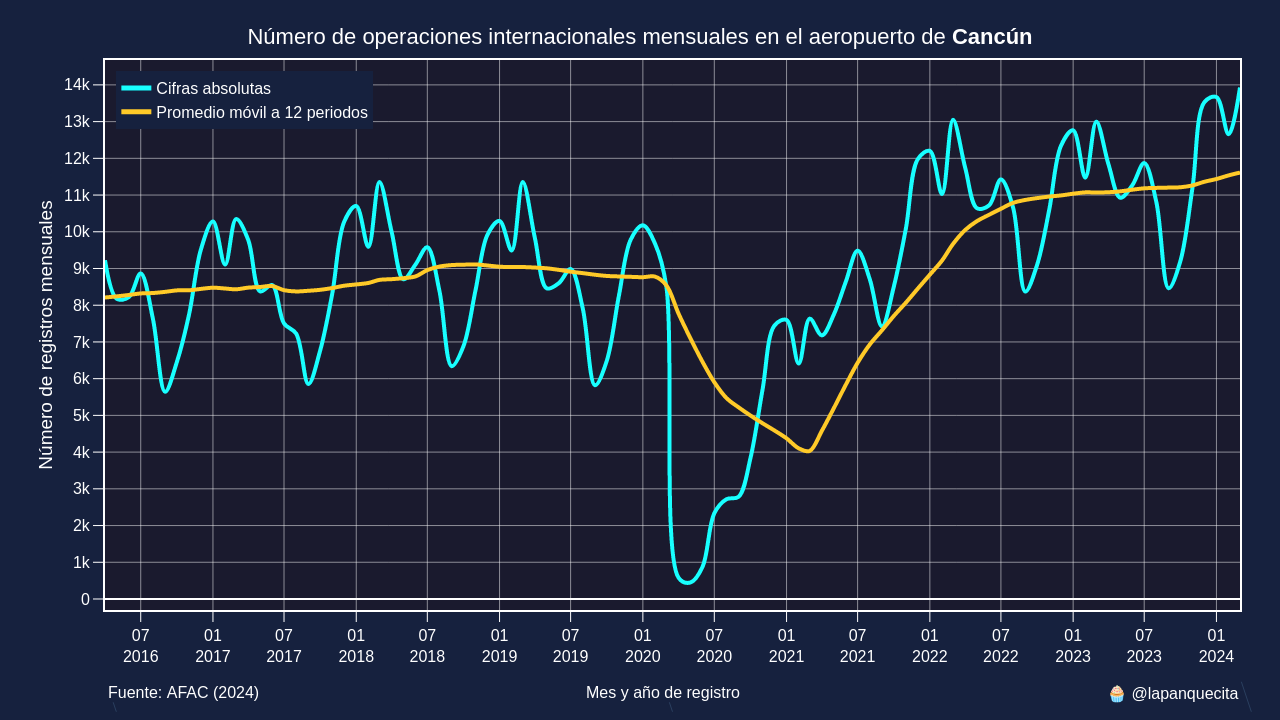 Número de operaciones internacionales mensuales en el aeropuerto de Cancún
Cifras absolutas
Promedio móvil a 12 periodos
Número de registros mensuales
14k
13k
12k
11k
10k
9k
8k
7k
6k
5k
4k
3k
2k
1k
0
07 01 07 01 07 01 07 01 07 01 07 01 07 01 07 01
2016 2017 2017 2018 2018 2019 2019 2020 2020 2021 2021 2022 2022 2023 2023 2024
Fuente: AFAC (2024) Mes y año de registro 🧁 @lapanquecita